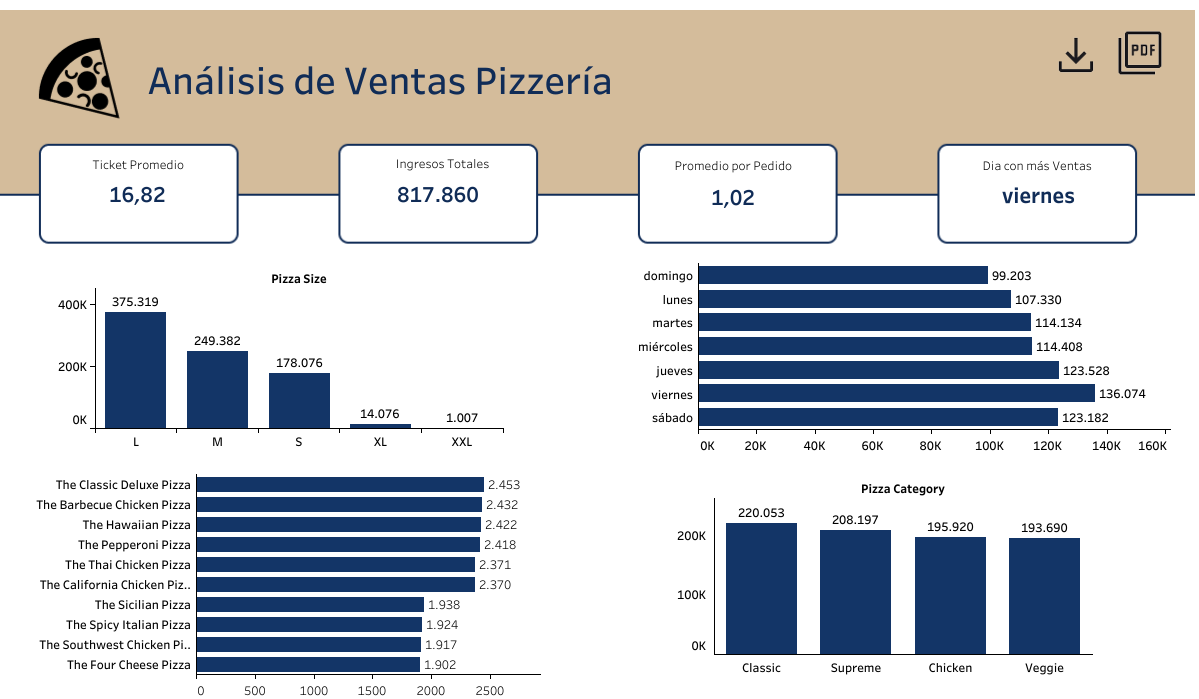 PDF
Análisis de Ventas Pizzería
Ticket Promedio
16,82
Ingresos Totales
817.860
Promedio por Pedido
1,02
Dia con más Ventas
viernes
Pizza Size
400K
200K
0K
375.319
249.382
178.076
14.076
1.007
L M S XL XXL
domingo 99.203
lunes 107.330
martes 114.134
miércoles 114.408
jueves 123.528
viernes 136.074
sábado 123.182
0K 20K 40K 60K 80K 100K 120K 140K 160K
The Classic Deluxe Pizza 2.453
The Barbecue Chicken Pizza 2.432
The Hawaiian Pizza 2.422
The Pepperoni Pizza 2.418
The Thai Chicken Pizza 2.371
The California Chicken Piz.. 2.370
The Sicilian Pizza 1.938
The Spicy Italian Pizza 1.924
The Southwest Chicken Pi.. 1.917
The Four Cheese Pizza 1.902
0 500 1000 1500 2000 2500
Pizza Category
200K
100K
0K
220.053 208.197 195.920 193.690
Classic Supreme Chicken Veggie